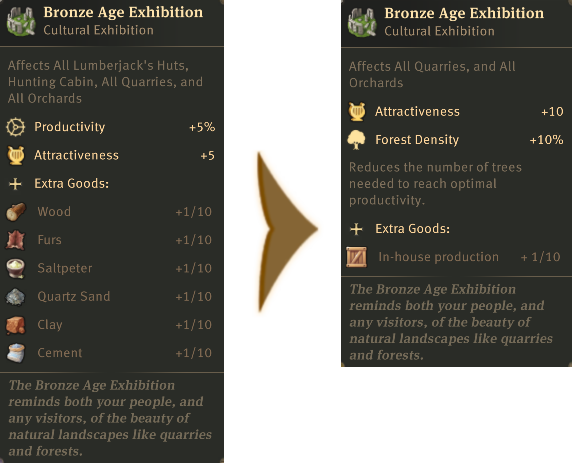 Bronze Age Exhibition
Cultural Exhibition
Affects All Lumberjack's Huts,
Hunting Cabin, All Quarries, and
All Orchards
Productivity +5%
Attractiveness +5
Extra Goods:
Wood +1/10
Furs +1/10
Saltpeter +1/10
Quartz Sand +1/10
Clay +1/10
Cement +1/10
The Bronze Age Exhibition
reminds both your people, and
any visitors, of the beauty of
natural landscapes like quarries
and forests.
Bronze Age Exhibition
Cultural Exhibition
Affects All Quarries, and All
Orchards
Attractiveness +10
Forest Density +10%
Reduces the number of trees
needed to reach optimal
productivity.
Extra Goods:
In-house production + 1/10
The Bronze Age Exhibition
reminds both your people, and
any visitors, of the beauty of
natural landscapes like quarries
and forests.